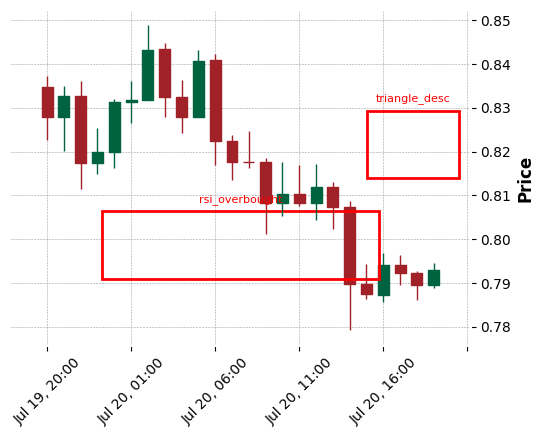 0.85
0.84
triangle_desc
0.83
0.82
Price
0.81
rsi_overbought
0.80
0.79
0.78
Jul 19, 20:00
Jul 20, 01:00
Jul 20, 06:00
Jul 20, 11:00
Jul 20, 16:00